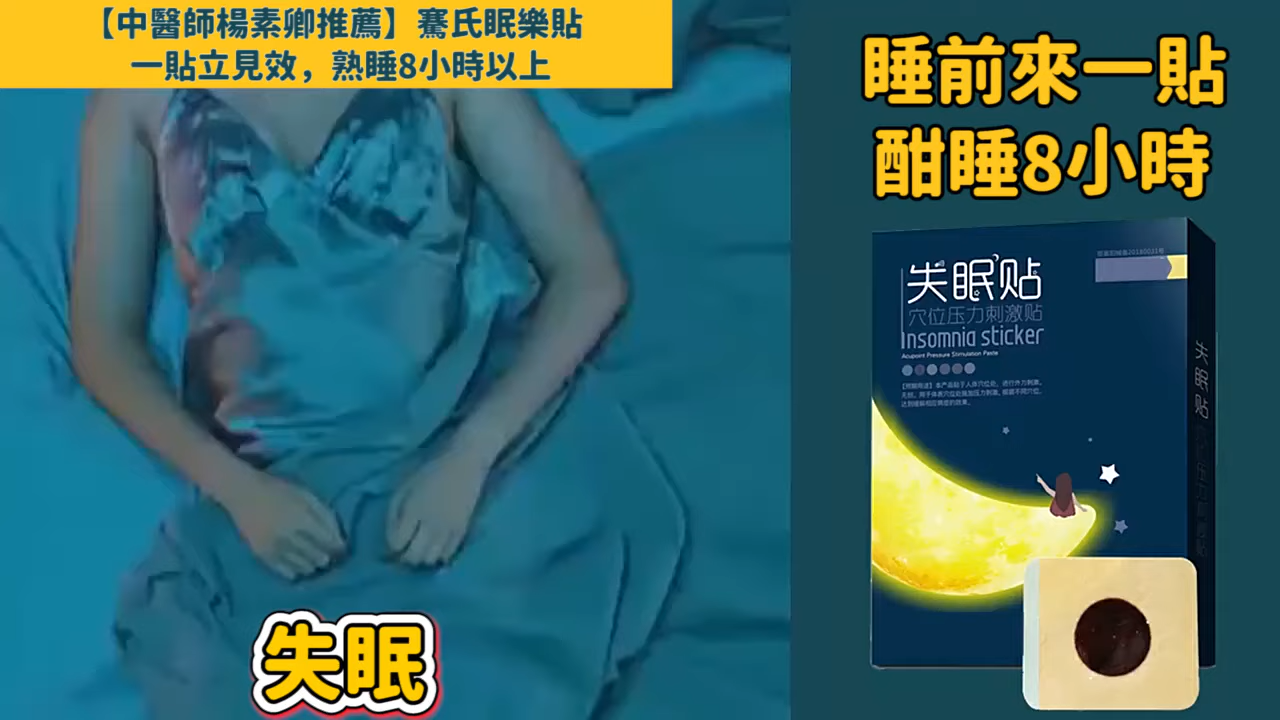 【中醫師楊素卿推薦】騫氏眠樂貼
一貼立見效，熟睡8小時以上
睡前來一貼
酣睡8小時
失眠贴
穴位压力刺激贴
Insomnia sticker
Acupoint Pressure Stimulation Paste
失眠贴
失眠